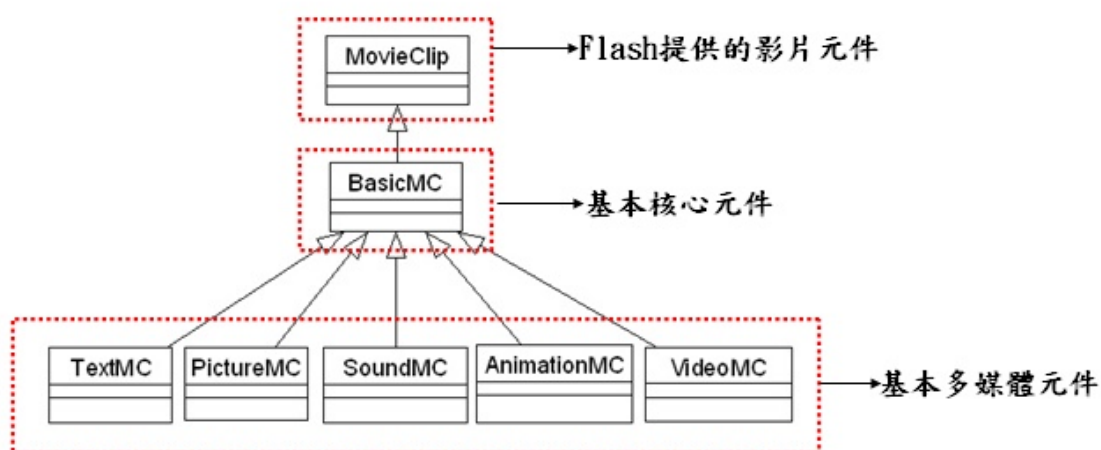 MovieClip
Flash提供的影片元件
BasicMC
基本核心元件
TextMC
PictureMC
SoundMC
AnimationMC
VideoMC
基本多媒體元件